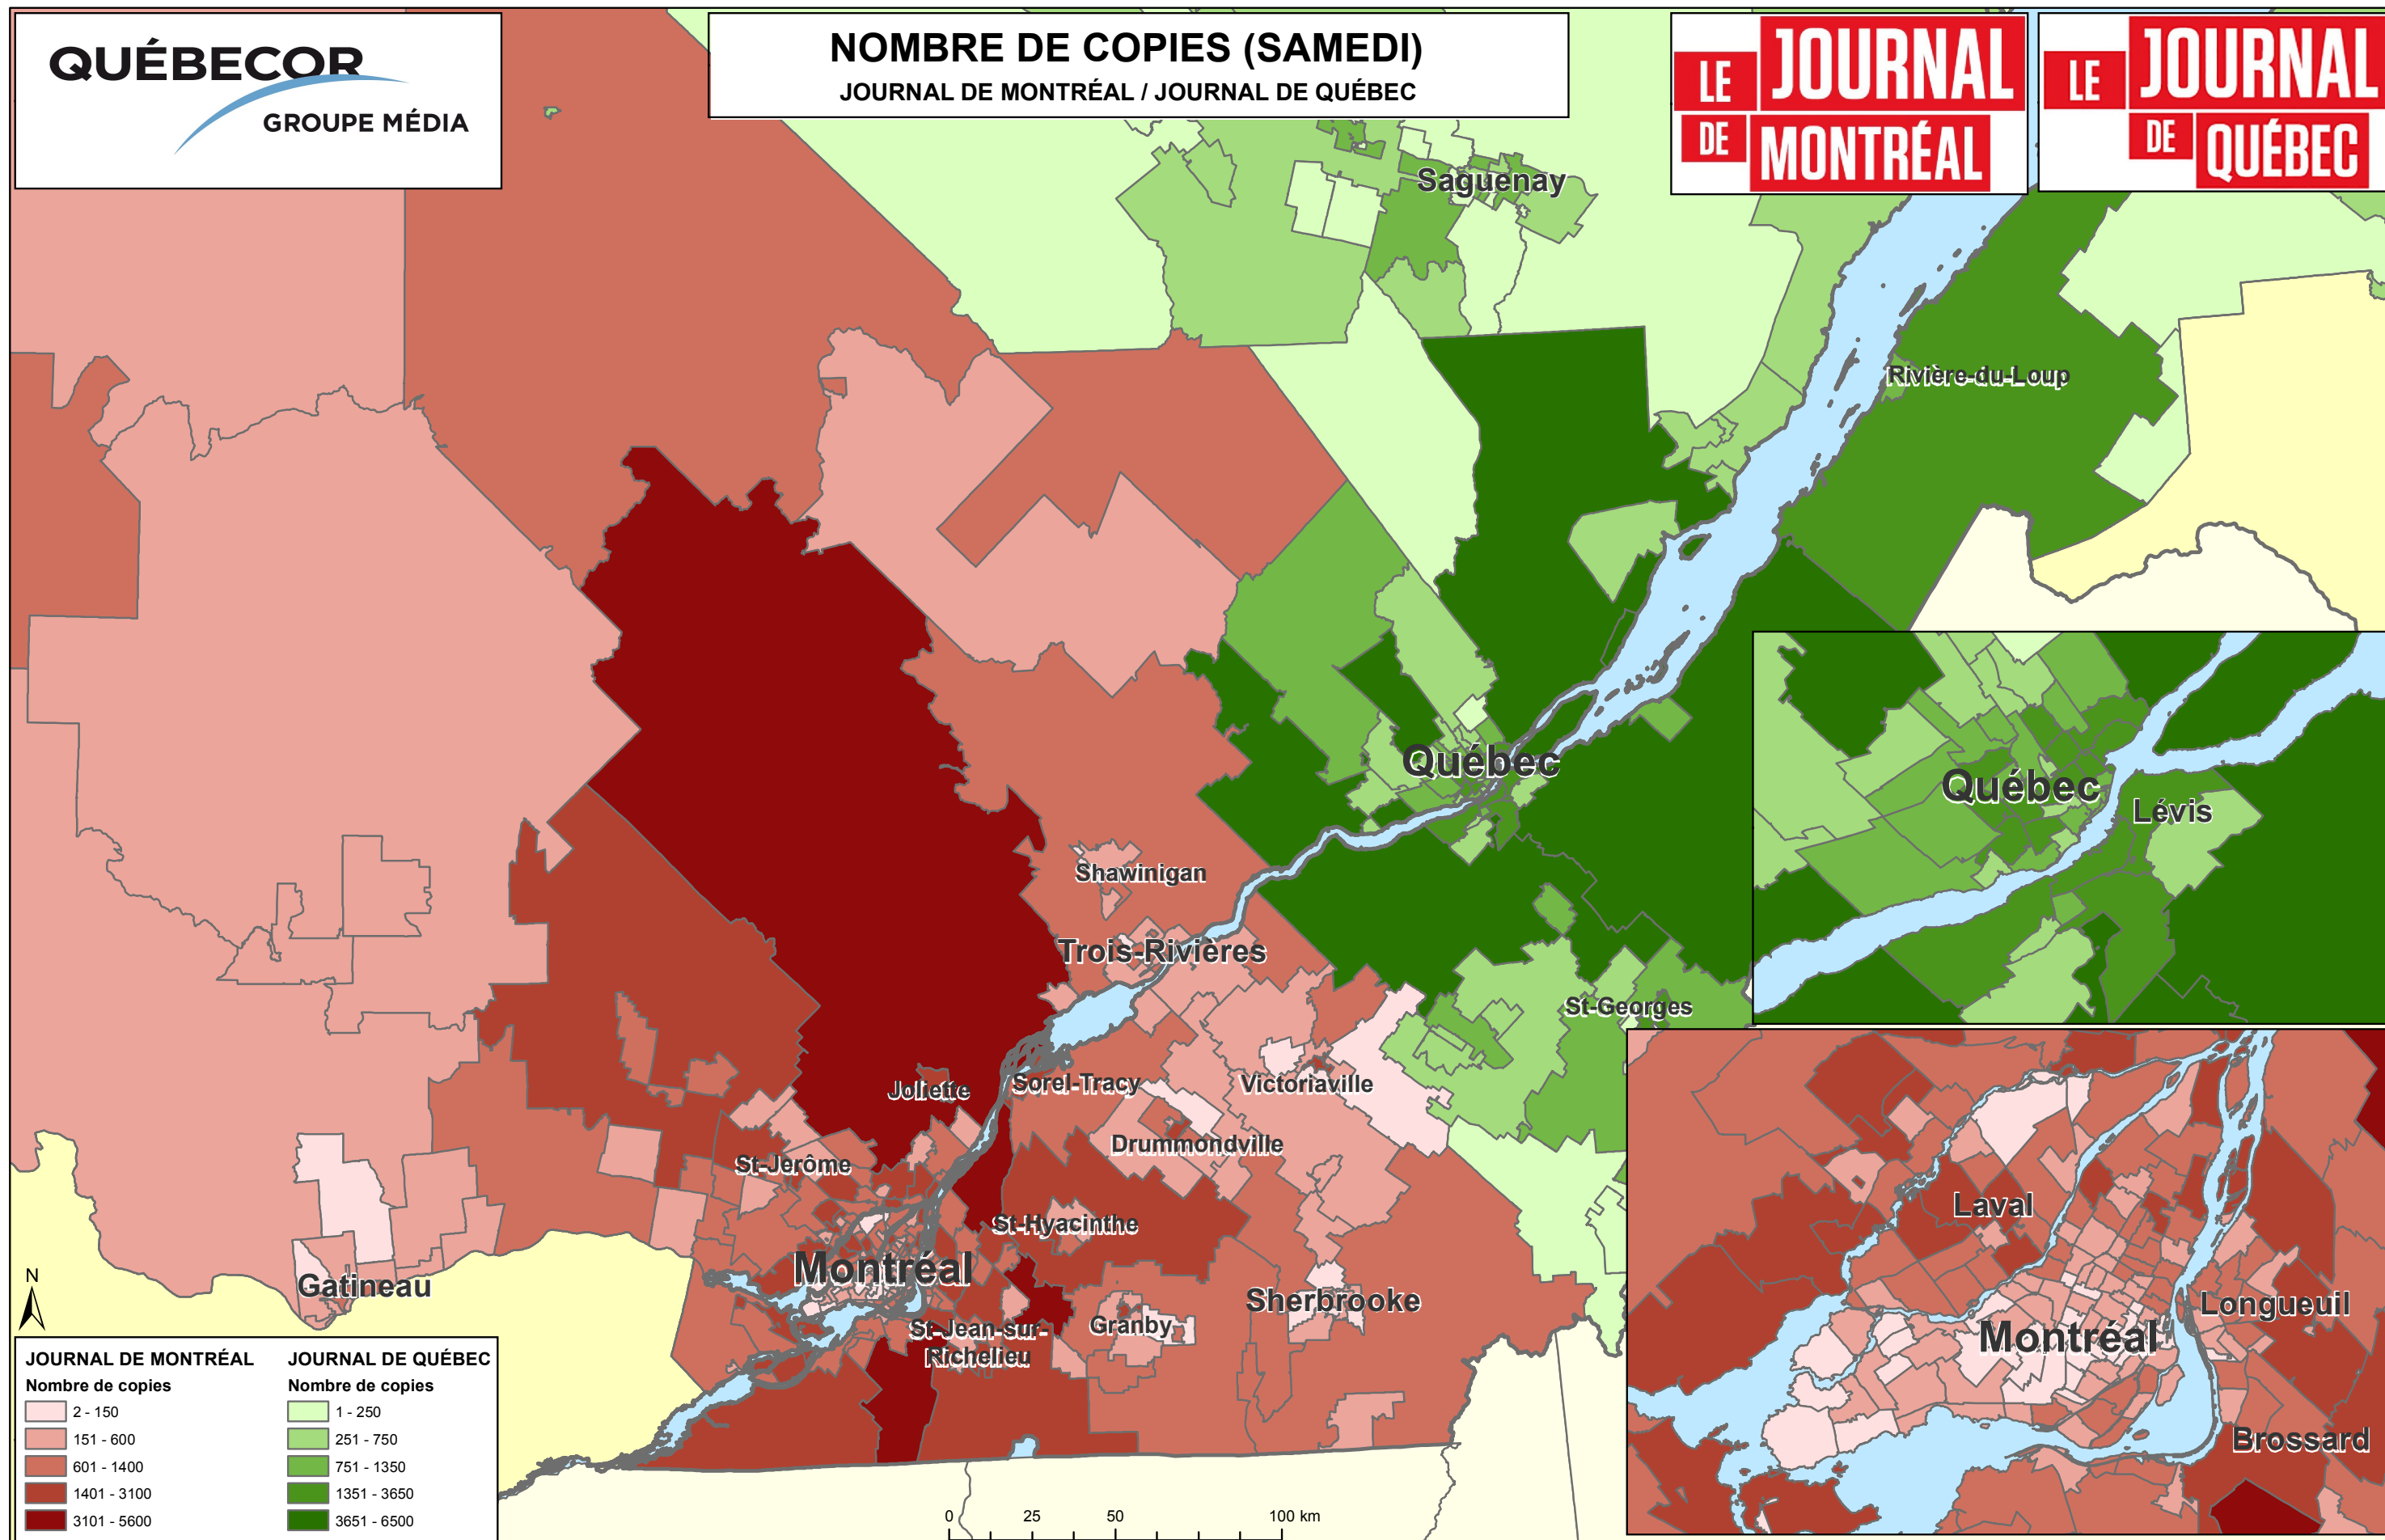 QUÉBECOR
GROUPE MÉDIA
NOMBRE DE COPIES (SAMEDI)
JOURNAL DE MONTRÉAL / JOURNAL DE QUÉBEC
LE JOURNAL
DE MONTRÉAL
LE JOURNAL
DE QUÉBEC
Saguenay
Rivière-du-Loup
Québec
Shawinigan
Trois-Rivières
St-Georges
Joliette
Sorel-Tracy
Victoriaville
Drummondville
St-Jerôme
St-Hyacinthe
Montréal
Gatineau
Sherbrooke
Granby
St-Jean-sur-
Richelieu
Québec
Lévis
Laval
Longueuil
Montréal
Brossard
N
JOURNAL DE MONTRÉAL
Nombre de copies
2 - 150
151 - 600
601 - 1400
1401 - 3100
3101 - 5600
JOURNAL DE QUÉBEC
Nombre de copies
1 - 250
251 - 750
751 - 1350
1351 - 3650
3651 - 6500
0 25 50 100 km